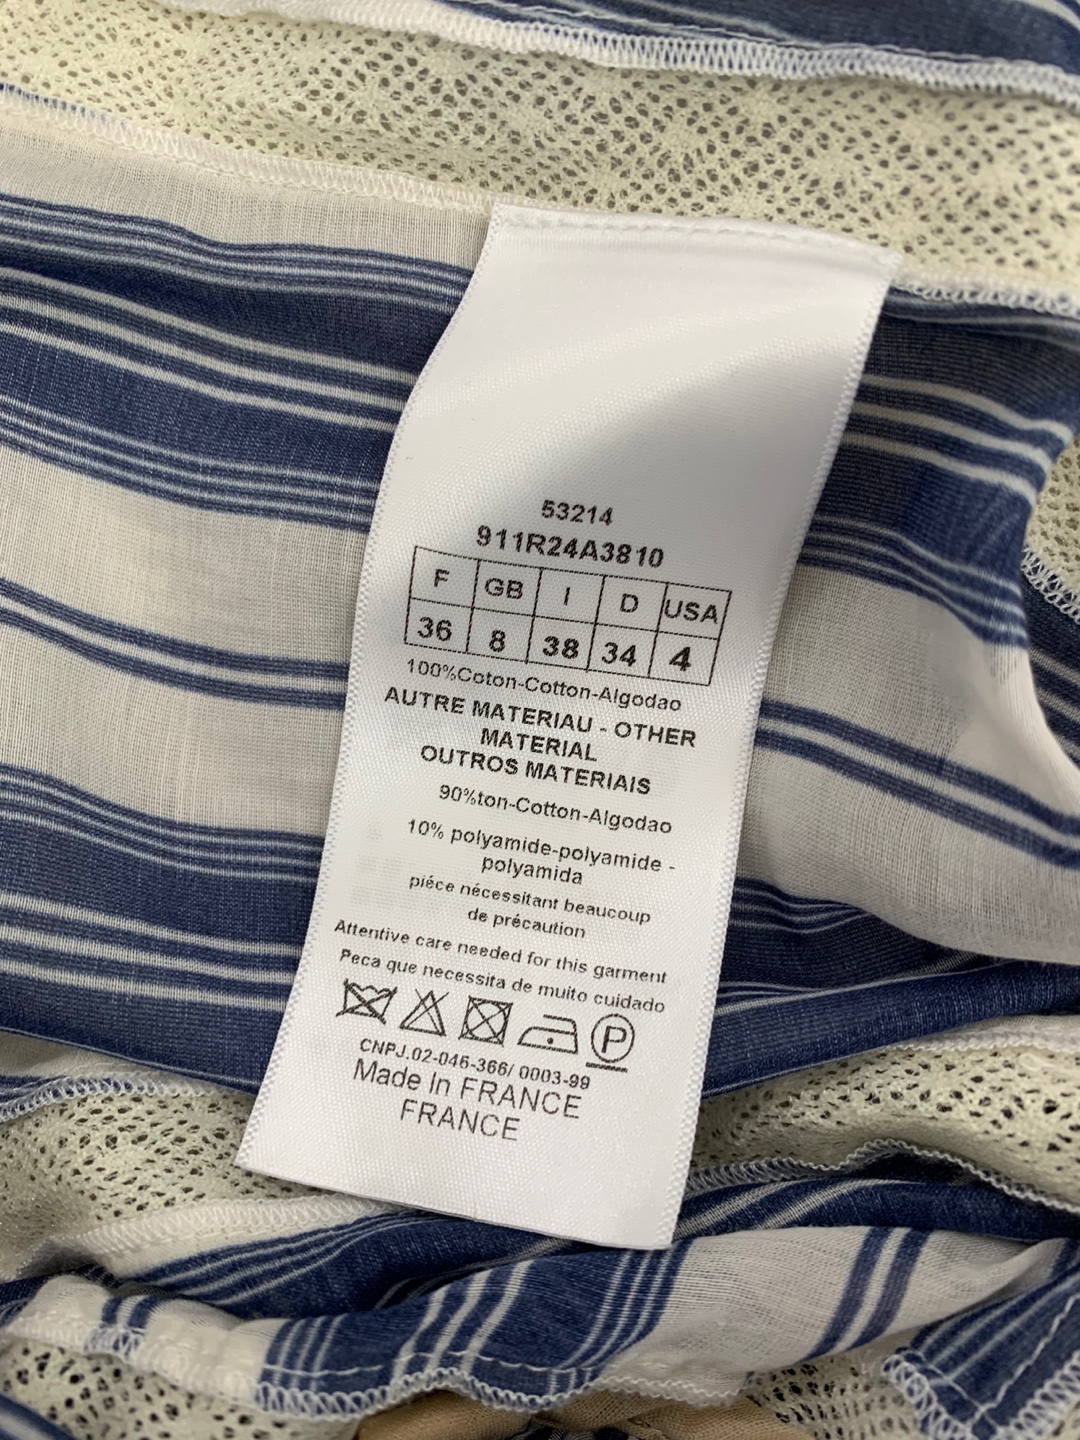 53214
911R24A3810
F GB I D USA
36 8 38 34 4
100%Coton-Cotton-Algodao
AUTRE MATERIAU - OTHER
MATERIAL
OUTROS MATERIAIS
90%ton-Cotton-Algodao
10% polyamide-polyamide -
polyamida
piéce nécessitant beaucoup
de précaution
Attentive care needed for this garment
Peca que necessita de muito cuidado
P
CNPJ.02-046-366/ 0003-99
Made In FRANCE
FRANCE